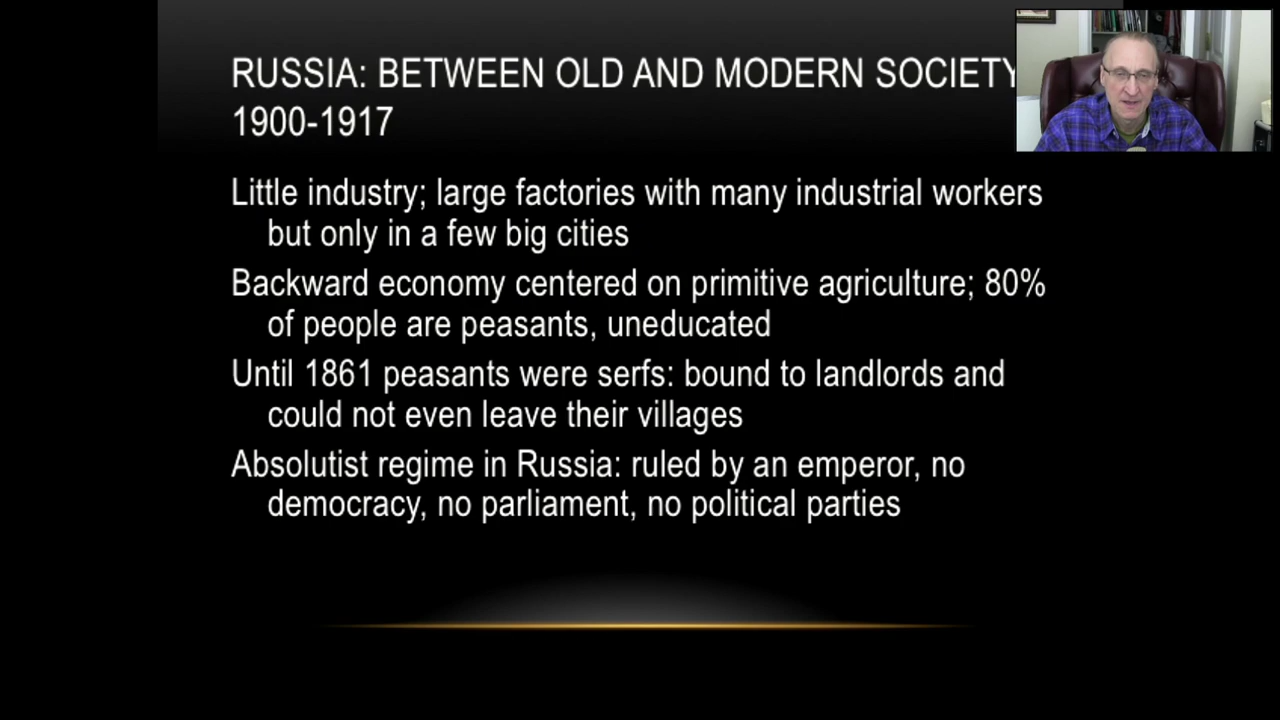 RUSSIA: BETWEEN OLD AND MODERN SOCIETY
1900-1917
Little industry; large factories with many industrial workers
but only in a few big cities
Backward economy centered on primitive agriculture; 80%
of people are peasants, uneducated
Until 1861 peasants were serfs: bound to landlords and
could not even leave their villages
Absolutist regime in Russia: ruled by an emperor, no
democracy, no parliament, no political parties